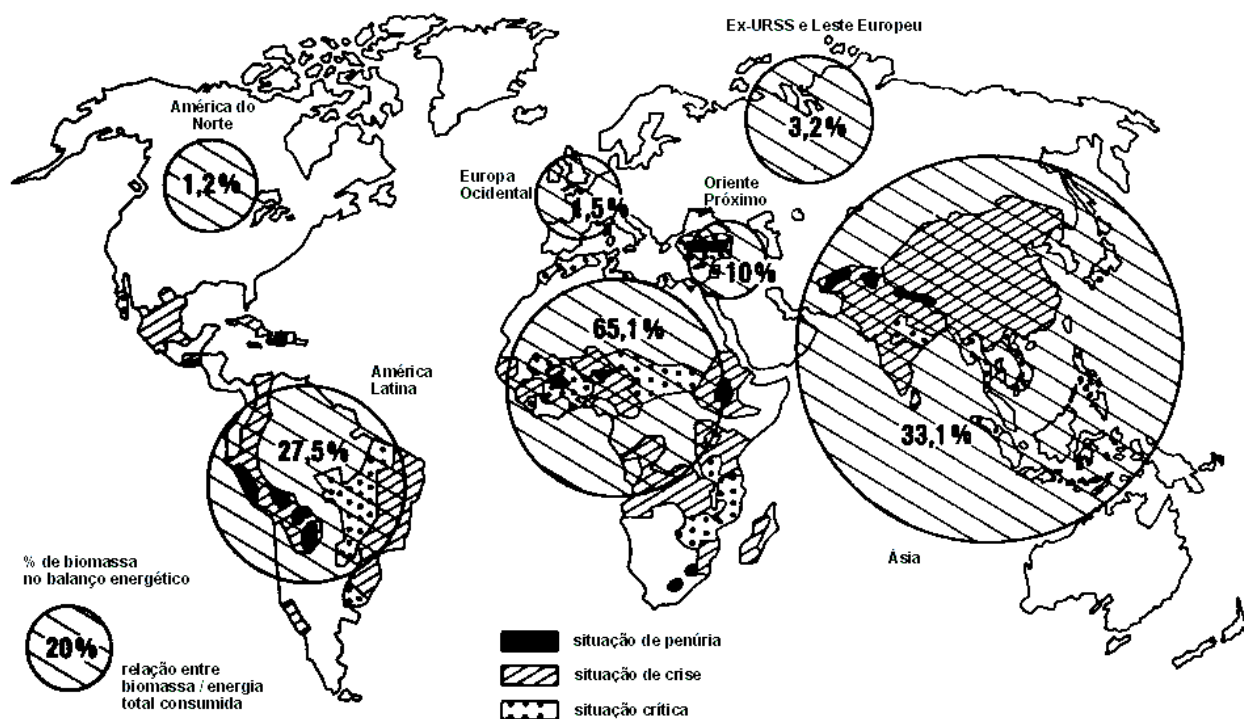 Ex-URSS e Leste Europeu
3,2%
América do
Norte
1,2%
Europa
Ocidental
1,5%
Oriente
Próximo
10%
65,1%
América
Latina
27,5%
33,1%
Ásia
% de biomassa
no balanço energético
20%
relação entre
biomassa / energia
total consumida
situação de penúria
situação de crise
situação crítica